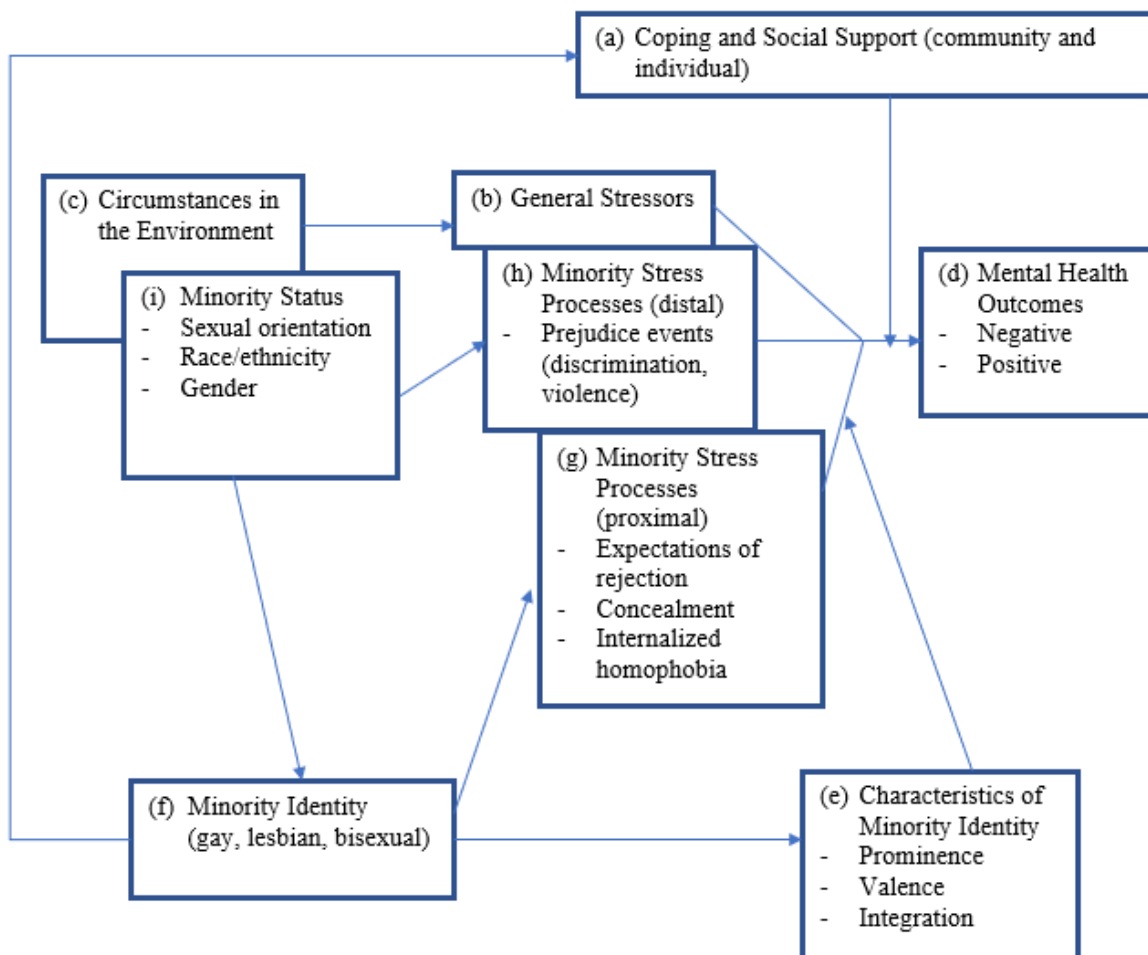 (a) Coping and Social Support (community and
individual)
(c) Circumstances in
the Environment
(b) General Stressors
(i) Minority Status
- Sexual orientation
- Race/ethnicity
- Gender
(h) Minority Stress
Processes (distal)
- Prejudice events
(discrimination,
violence)
(d) Mental Health
Outcomes
- Negative
- Positive
(g) Minority Stress
Processes
(proximal)
- Expectations of
rejection
- Concealment
- Internalized
homophobia
(f) Minority Identity
(gay, lesbian, bisexual)
(e) Characteristics of
Minority Identity
- Prominence
- Valence
- Integration